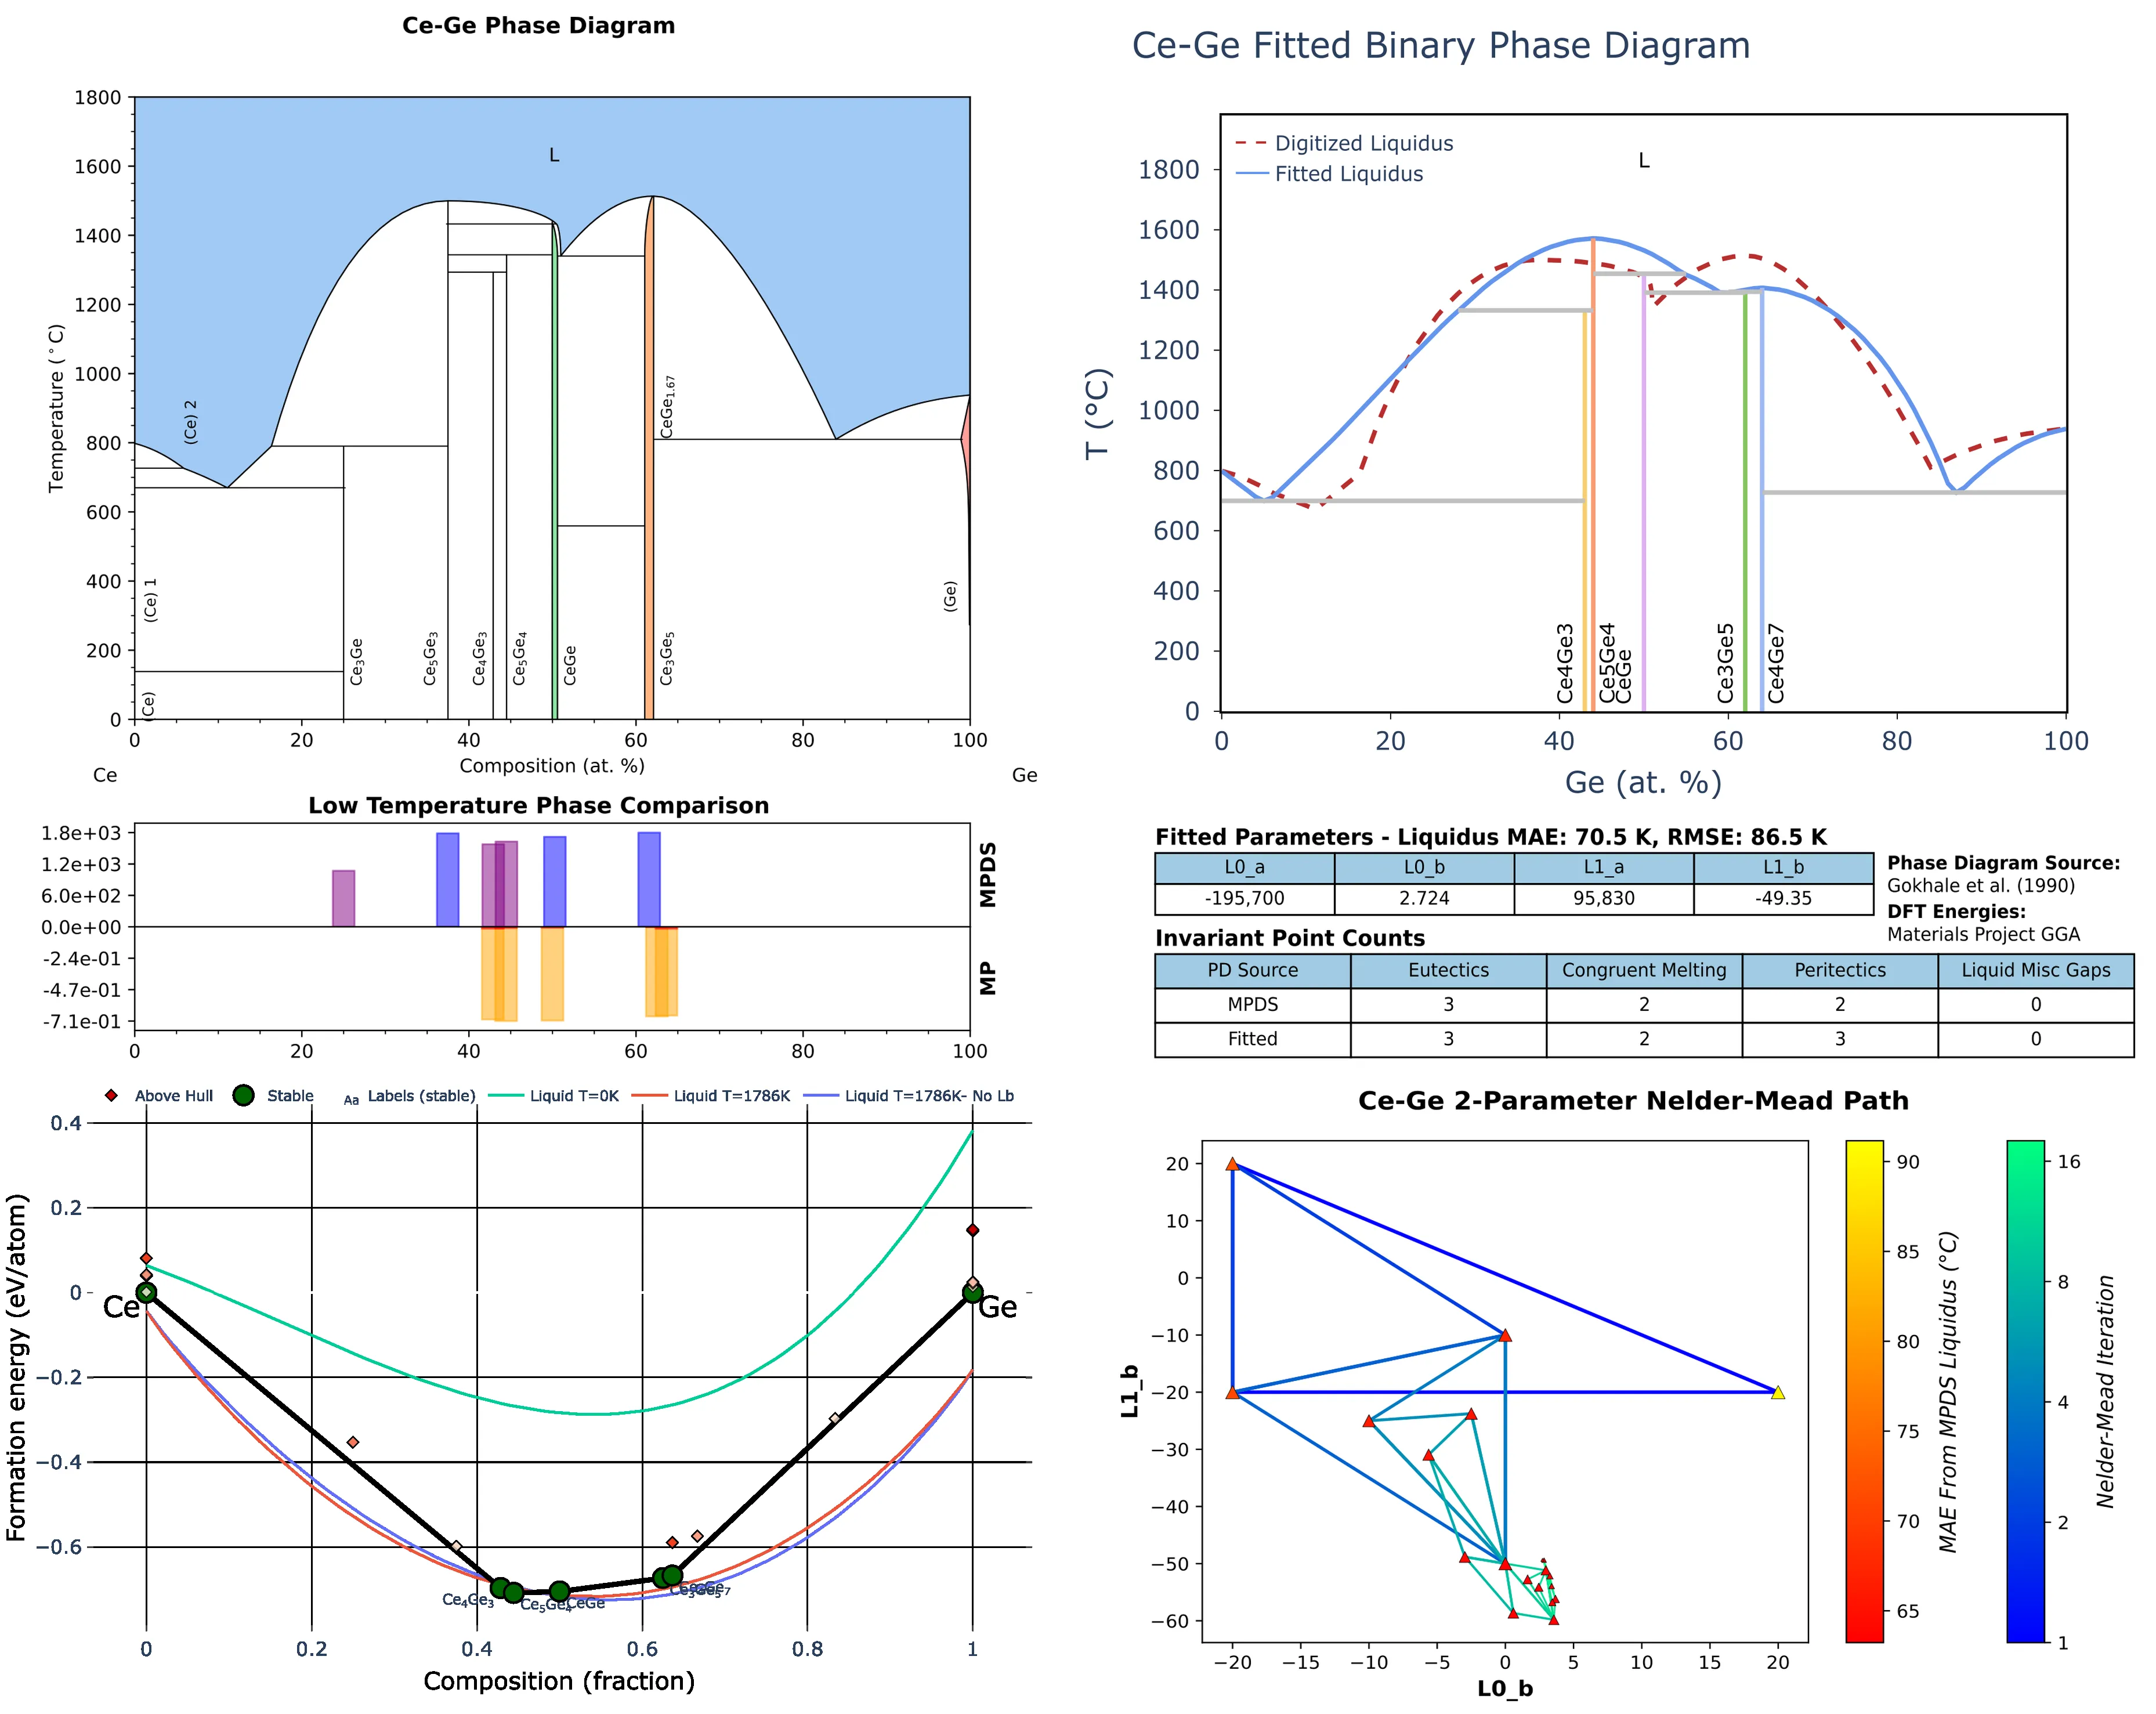 Ce-Ge Phase Diagram
1800
1600
1400
1200
1000
800
600
400
200
0
Temperature (°C)
L
(Ce) 2
(Ce) 1
(Ce)
Ce3Ge
Ce5Ge3
Ce4Ge3
Ce5Ge4
CeGe
CeGe1.67
Ce3Ge5
(Ge)
0 20 40 60 80 100
Composition (at. %)
Ce Ge
Ce-Ge Fitted Binary Phase Diagram
Digitized Liquidus
Fitted Liquidus
L
1800
1600
1400
1200
1000
800
600
400
200
0
T (°C)
Ce4Ge3
Ce5Ge4
CeGe
Ce3Ge5
Ce4Ge7
0 20 40 60 80 100
Ge (at. %)
Low Temperature Phase Comparison
1.8e+03
1.2e+03
6.0e+02
0.0e+00
-2.4e-01
-4.7e-01
-7.1e-01
MPDS
MP
0 20 40 60 80 100
Fitted Parameters - Liquidus MAE: 70.5 K, RMSE: 86.5 K
L0_a L0_b L1_a L1_b
-195,700 2.724 95,830 -49.35
Phase Diagram Source:
Gokhale et al. (1990)
DFT Energies:
Materials Project GGA
Invariant Point Counts
PD Source Eutectics Congruent Melting Peritectics Liquid Misc Gaps
MPDS 3 2 2 0
Fitted 3 2 3 0
Above Hull Stable Aa Labels (stable) Liquid T=0K Liquid T=1786K Liquid T=1786K- No Lb
0.4
0.2
0
−0.2
−0.4
−0.6
Formation energy (eV/atom)
Ce
Ge
Ce4Ge3
Ce5Ge4
CeGe
0 0.2 0.4 0.6 0.8 1
Composition (fraction)
Ce-Ge 2-Parameter Nelder-Mead Path
20
10
0
−10
−20
−30
−40
−50
−60
L1_b
−20 −15 −10 −5 0 5 10 15 20
L0_b
90
85
80
75
70
65
MAE From MPDS Liquidus (°C)
16
8
4
2
1
Nelder-Mead Iteration